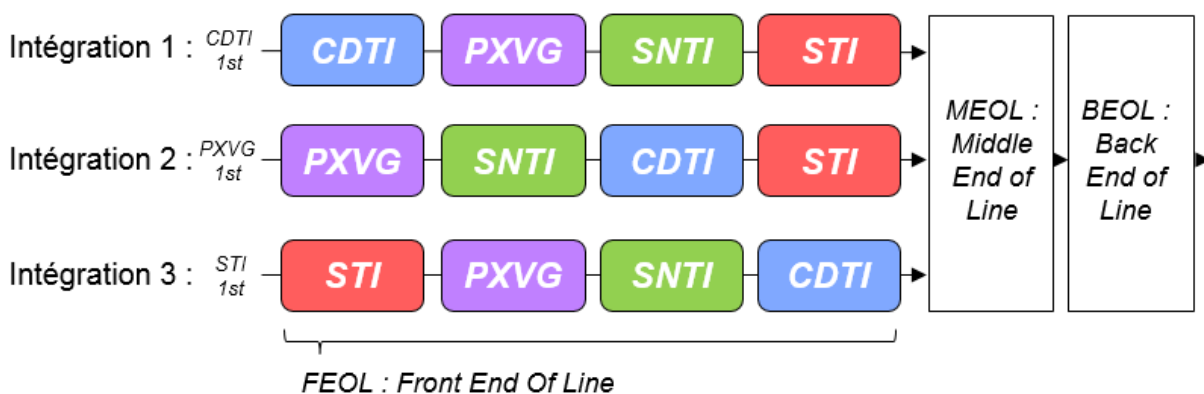 Intégration 1 : CDTI 1st CDTI PXVG SNTI STI
Intégration 2 : PXVG 1st PXVG SNTI CDTI STI
Intégration 3 : STI 1st STI PXVG SNTI CDTI
MEOL :
Middle
End of
Line
BEOL :
Back
End of
Line
FEOL : Front End Of Line